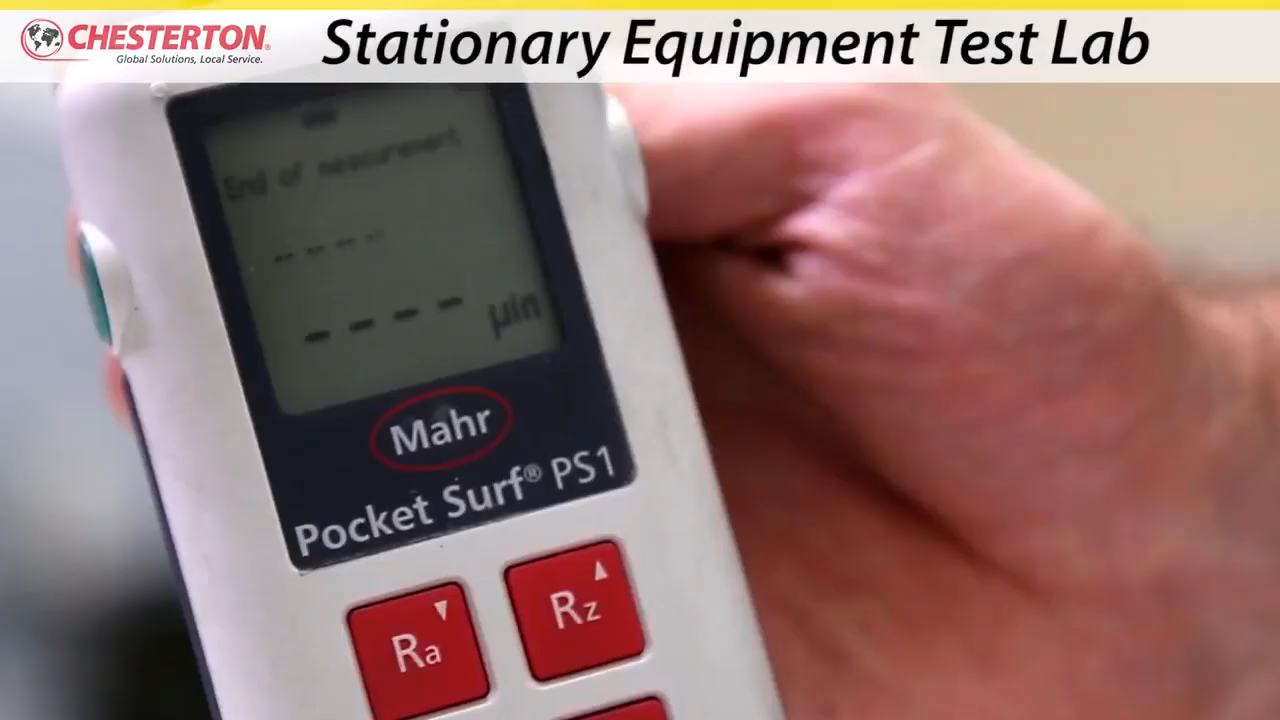 CHESTERTON®
Global Solutions, Local Service.
Stationary Equipment Test Lab
End of measurement
- - - -
- - - - µin
Mahr
Pocket Surf® PS1
Ra
Rz